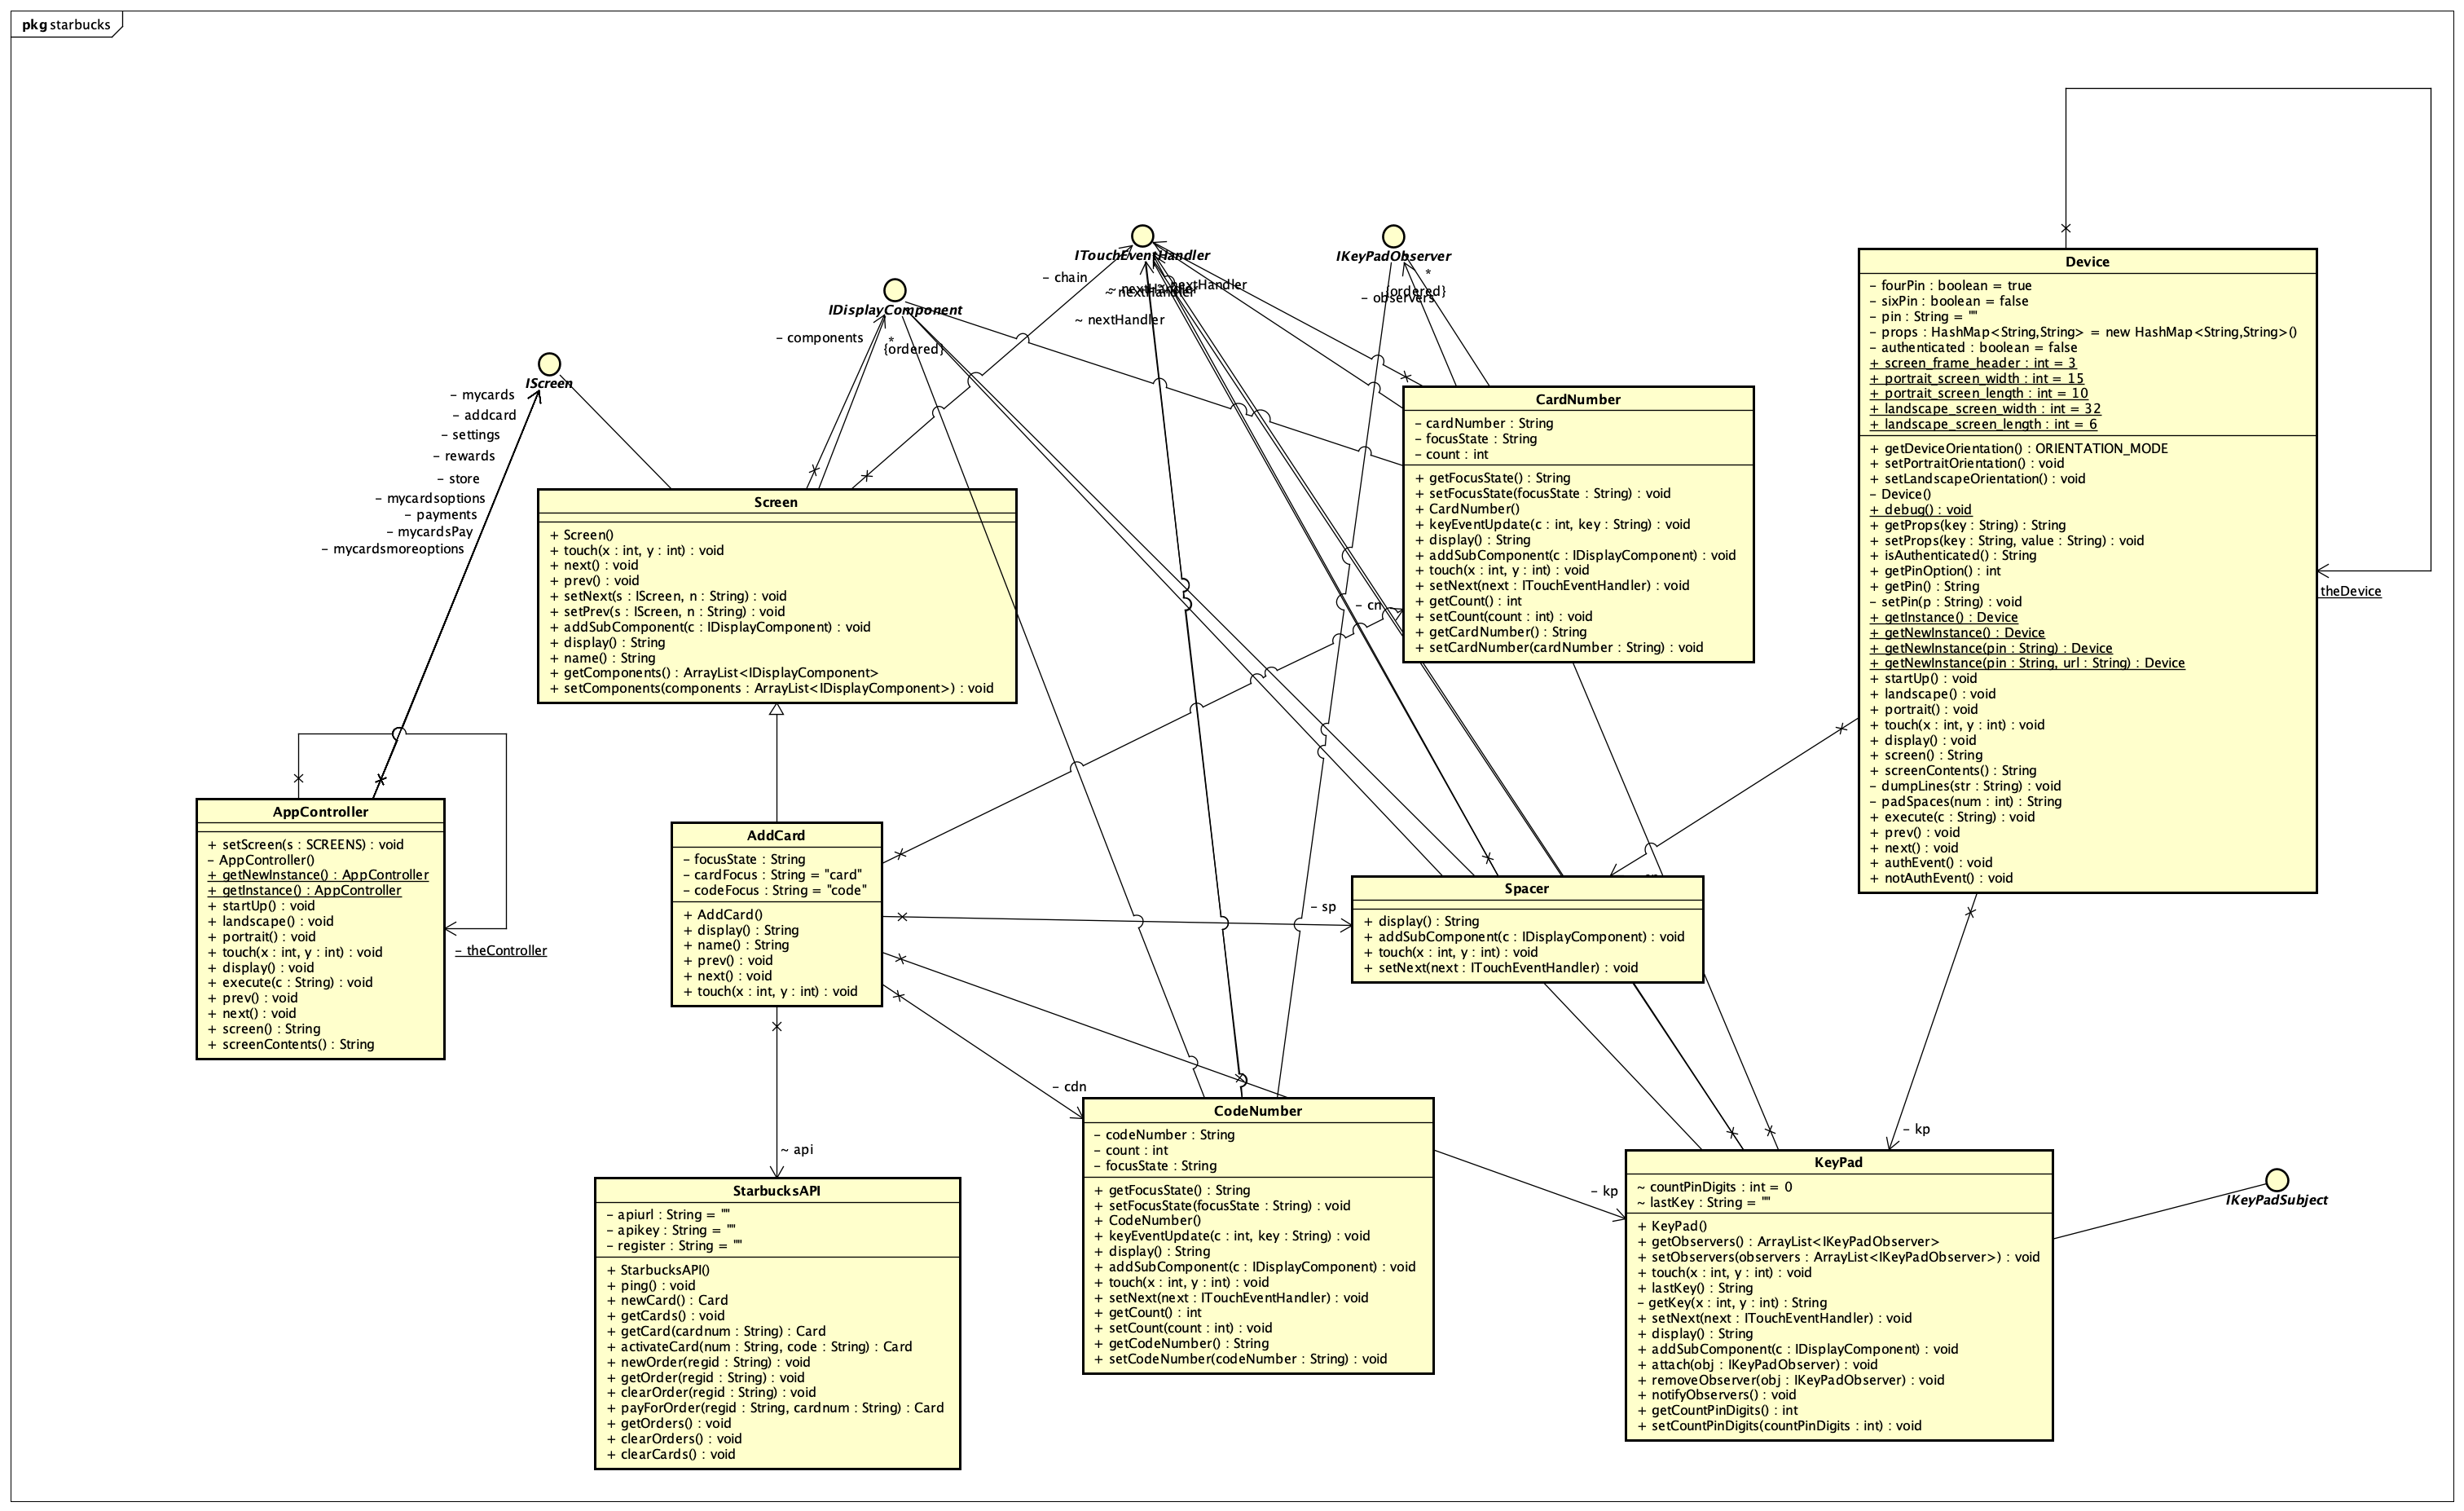 pkg starbucks
ITouchEventHandler
IKeyPadObserver
IDisplayComponent
IScreen
– chain
~ nextHandler
~ nextHandler
nextHandler
~ nextHandler
*
{ordered}
– observers
– components
*
{ordered}
– mycards
– addcard
– settings
– rewards
– store
– mycardsoptions
– payments
– mycardsPay
– mycardsmoreoptions
Device
– fourPin : boolean = true
– sixPin : boolean = false
– pin : String = ""
– props : HashMap<String,String> = new HashMap<String,String>()
– authenticated : boolean = false
+ screen_frame_header : int = 3
+ portrait_screen_width : int = 15
+ portrait_screen_length : int = 10
+ landscape_screen_width : int = 32
+ landscape_screen_length : int = 6
+ getDeviceOrientation() : ORIENTATION_MODE
+ setPortraitOrientation() : void
+ setLandscapeOrientation() : void
– Device()
+ debug() : void
+ getProps(key : String) : String
+ setProps(key : String, value : String) : void
+ isAuthenticated() : String
+ getPinOption() : int
+ getPin() : String
– setPin(p : String) : void
+ getInstance() : Device
+ getNewInstance() : Device
+ getNewInstance(pin : String) : Device
+ getNewInstance(pin : String, url : String) : Device
+ startUp() : void
+ landscape() : void
+ portrait() : void
+ touch(x : int, y : int) : void
+ display() : void
+ screen() : String
+ screenContents() : String
– dumpLines(str : String) : void
– padSpaces(num : int) : String
+ execute(c : String) : void
+ prev() : void
+ next() : void
+ authEvent() : void
+ notAuthEvent() : void
theDevice
CardNumber
– cardNumber : String
– focusState : String
– count : int
+ getFocusState() : String
+ setFocusState(focusState : String) : void
+ CardNumber()
+ keyEventUpdate(c : int, key : String) : void
+ display() : String
+ addSubComponent(c : IDisplayComponent) : void
+ touch(x : int, y : int) : void
+ setNext(next : ITouchEventHandler) : void
+ getCount() : int
+ setCount(count : int) : void
+ getCardNumber() : String
+ setCardNumber(cardNumber : String) : void
– cn
Screen
+ Screen()
+ touch(x : int, y : int) : void
+ next() : void
+ prev() : void
+ setNext(s : IScreen, n : String) : void
+ setPrev(s : IScreen, n : String) : void
+ addSubComponent(c : IDisplayComponent) : void
+ display() : String
+ name() : String
+ getComponents() : ArrayList<IDisplayComponent>
+ setComponents(components : ArrayList<IDisplayComponent>) : void
AppController
+ setScreen(s : SCREENS) : void
– AppController()
+ getNewInstance() : AppController
+ getInstance() : AppController
+ startUp() : void
+ landscape() : void
+ portrait() : void
+ touch(x : int, y : int) : void
+ display() : void
+ execute(c : String) : void
+ prev() : void
+ next() : void
+ screen() : String
+ screenContents() : String
– theController
AddCard
– focusState : String
– cardFocus : String = "card"
– codeFocus : String = "code"
+ AddCard()
+ display() : String
+ name() : String
+ prev() : void
+ next() : void
+ touch(x : int, y : int) : void
– sp
Spacer
+ display() : String
+ addSubComponent(c : IDisplayComponent) : void
+ touch(x : int, y : int) : void
+ setNext(next : ITouchEventHandler) : void
– cdn
~ api
– kp
– kp
StarbucksAPI
– apiurl : String = ""
– apikey : String = ""
– register : String = ""
+ StarbucksAPI()
+ ping() : void
+ newCard() : Card
+ getCards() : void
+ getCard(cardnum : String) : Card
+ activateCard(num : String, code : String) : Card
+ newOrder(regid : String) : void
+ getOrder(regid : String) : void
+ clearOrder(regid : String) : void
+ payForOrder(regid : String, cardnum : String) : Card
+ getOrders() : void
+ clearOrders() : void
+ clearCards() : void
CodeNumber
– codeNumber : String
– count : int
– focusState : String
+ getFocusState() : String
+ setFocusState(focusState : String) : void
+ CodeNumber()
+ keyEventUpdate(c : int, key : String) : void
+ display() : String
+ addSubComponent(c : IDisplayComponent) : void
+ touch(x : int, y : int) : void
+ setNext(next : ITouchEventHandler) : void
+ getCount() : int
+ setCount(count : int) : void
+ getCodeNumber() : String
+ setCodeNumber(codeNumber : String) : void
KeyPad
~ countPinDigits : int = 0
~ lastKey : String = ""
+ KeyPad()
+ getObservers() : ArrayList<IKeyPadObserver>
+ setObservers(observers : ArrayList<IKeyPadObserver>) : void
+ touch(x : int, y : int) : void
+ lastKey() : String
– getKey(x : int, y : int) : String
+ setNext(next : ITouchEventHandler) : void
+ display() : String
+ addSubComponent(c : IDisplayComponent) : void
+ attach(obj : IKeyPadObserver) : void
+ removeObserver(obj : IKeyPadObserver) : void
+ notifyObservers() : void
+ getCountPinDigits() : int
+ setCountPinDigits(countPinDigits : int) : void
IKeyPadSubject